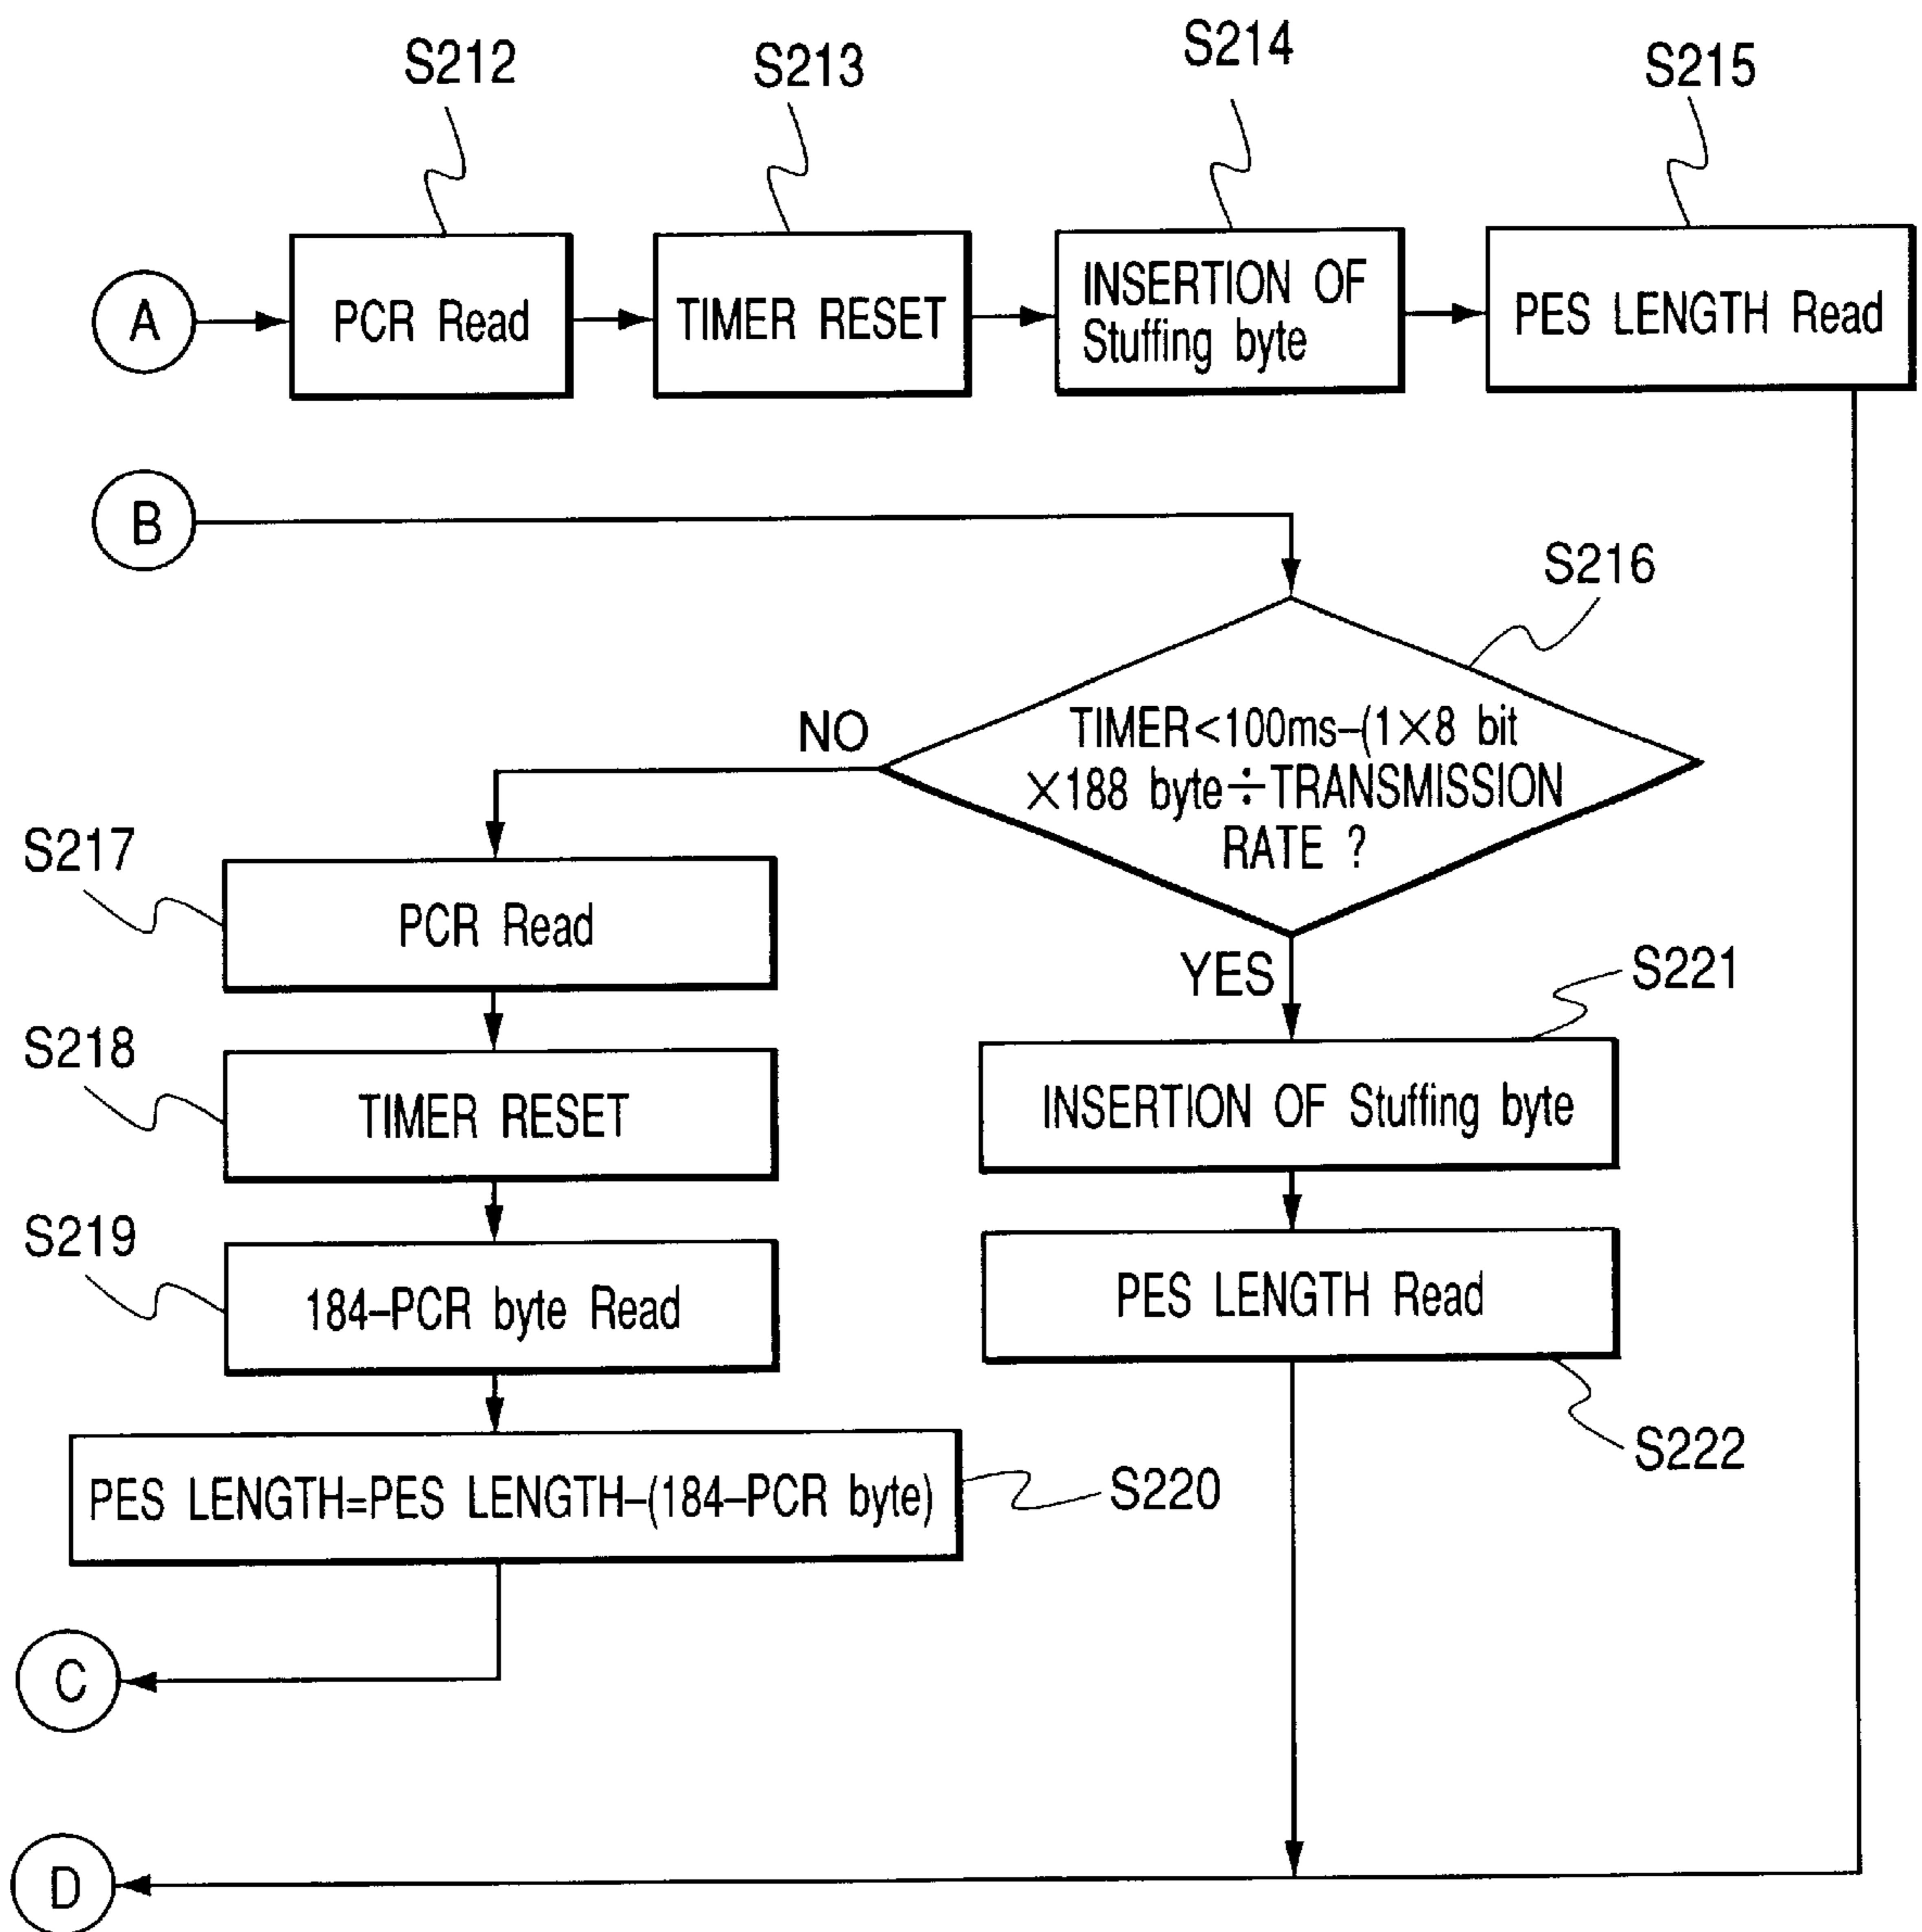 S212
S213
S214
S215
A
PCR Read
TIMER RESET
INSERTION OF
Stuffing byte
PES LENGTH Read
B
S216
TIMER<100ms–(1×8 bit
×188 byte÷TRANSMISSION
RATE ?
NO
YES
S217
PCR Read
S218
TIMER RESET
S219
184–PCR byte Read
PES LENGTH=PES LENGTH–(184–PCR byte)
S220
S221
INSERTION OF Stuffing byte
PES LENGTH Read
S222
C
D